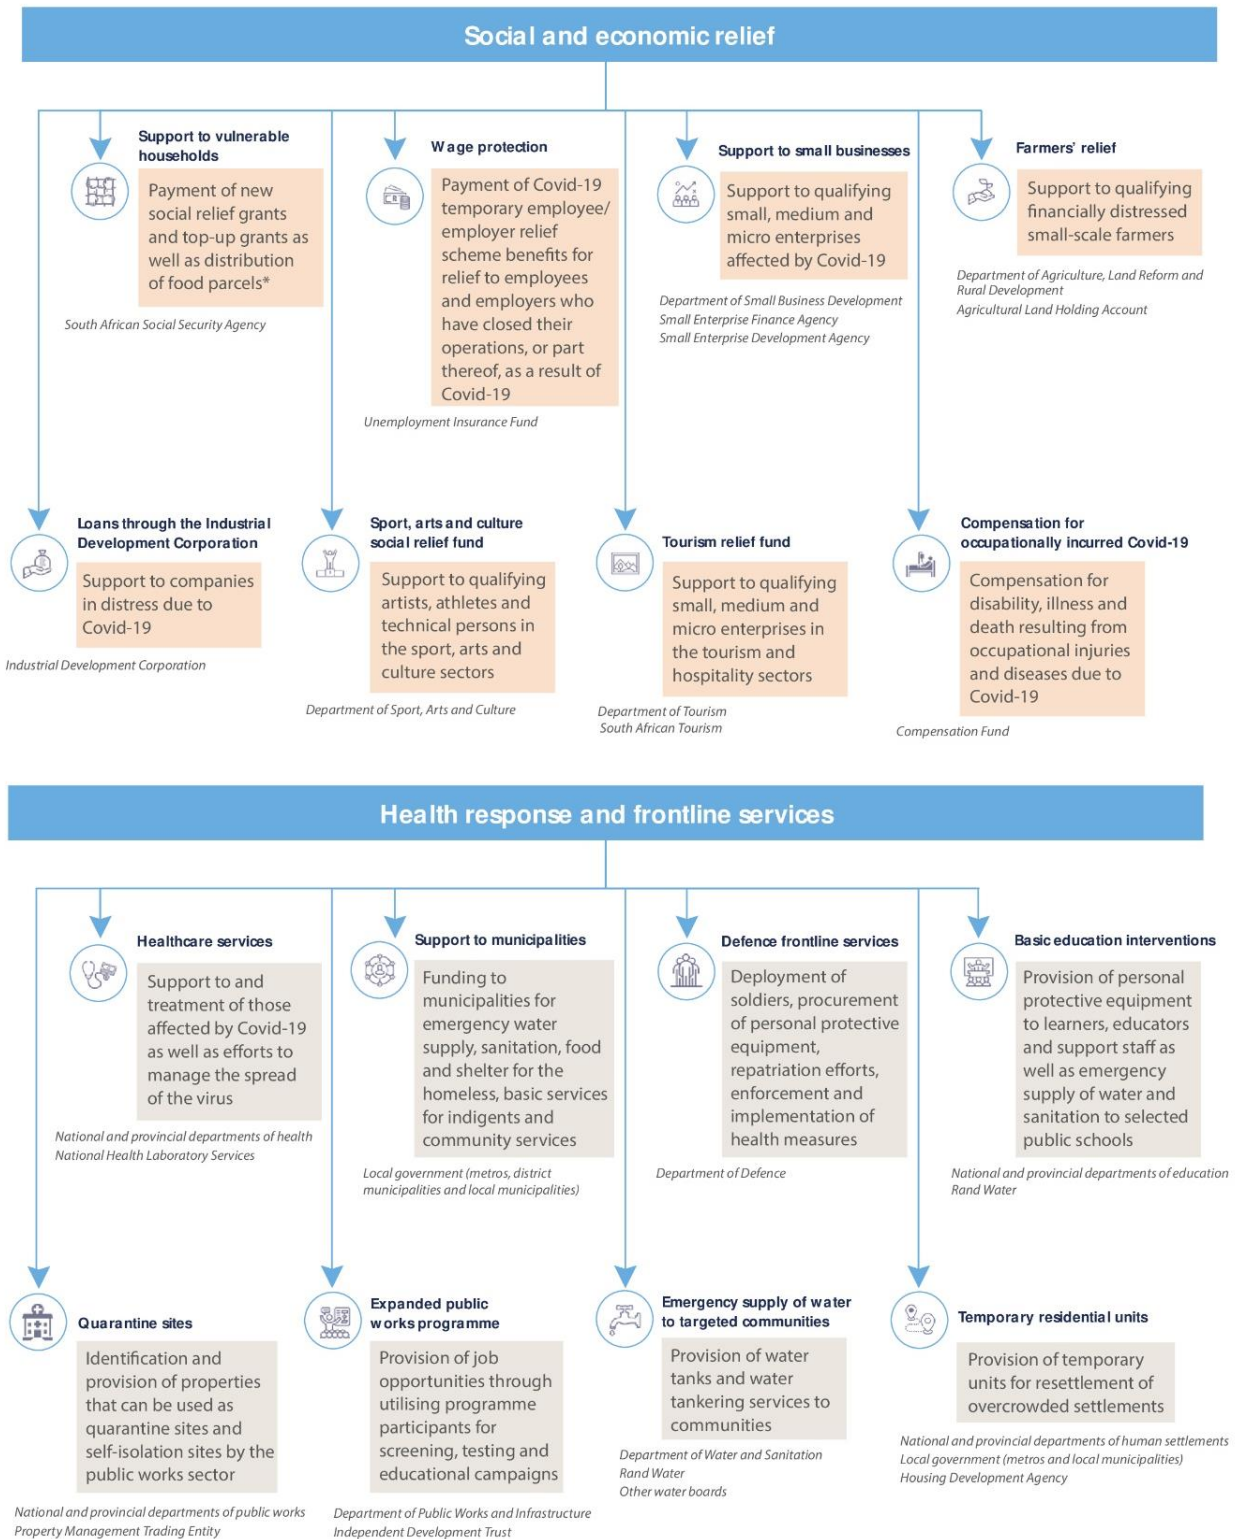 Social and economic relief
Support to vulnerable
households
Payment of new
social relief grants
and top-up grants as
well as distribution
of food parcels*
South African Social Security Agency
Wage protection
Payment of Covid-19
temporary employee/
employer relief
scheme benefits for
relief to employees
and employers who
have closed their
operations, or part
thereof, as a result of
Covid-19
Unemployment Insurance Fund
Support to small businesses
Support to qualifying
small, medium and
micro enterprises
affected by Covid-19
Department of Small Business Development
Small Enterprise Finance Agency
Small Enterprise Development Agency
Farmers' relief
Support to qualifying
financially distressed
small-scale farmers
Department of Agriculture, Land Reform and
Rural Development
Agricultural Land Holding Account
Loans through the Industrial
Development Corporation
Support to companies
in distress due to
Covid-19
Industrial Development Corporation
Sport, arts and culture
social relief fund
Support to qualifying
artists, athletes and
technical persons in
the sport, arts and
culture sectors
Department of Sport, Arts and Culture
Tourism relief fund
Support to qualifying
small, medium and
micro enterprises in
the tourism and
hospitality sectors
Department of Tourism
South African Tourism
Compensation for
occupationally incurred Covid-19
Compensation for
disability, illness and
death resulting from
occupational injuries
and diseases due to
Covid-19
Compensation Fund
Health response and frontline services
Healthcare services
Support to and
treatment of those
affected by Covid-19
as well as efforts to
manage the spread
of the virus
National and provincial departments of health
National Health Laboratory Services
Support to municipalities
Funding to
municipalities for
emergency water
supply, sanitation, food
and shelter for the
homeless, basic services
for indigents and
community services
Local government (metros, district
municipalities and local municipalities)
Defence frontline services
Deployment of
soldiers, procurement
of personal protective
equipment,
repatriation efforts,
enforcement and
implementation of
health measures
Department of Defence
Basic education interventions
Provision of personal
protective equipment
to learners, educators
and support staff as
well as emergency
supply of water and
sanitation to selected
public schools
National and provincial departments of education
Rand Water
Quarantine sites
Identification and
provision of properties
that can be used as
quarantine sites and
self-isolation sites by the
public works sector
National and provincial departments of public works
Property Management Trading Entity
Expanded public
works programme
Provision of job
opportunities through
utilising programme
participants for
screening, testing and
educational campaigns
Department of Public Works and Infrastructure
Independent Development Trust
Emergency supply of water
to targeted communities
Provision of water
tanks and water
tankering services to
communities
Department of Water and Sanitation
Rand Water
Other water boards
Temporary residential units
Provision of temporary
units for resettlement of
overcrowded settlements
National and provincial departments of human settlements
Local government (metros and local municipalities)
Housing Development Agency